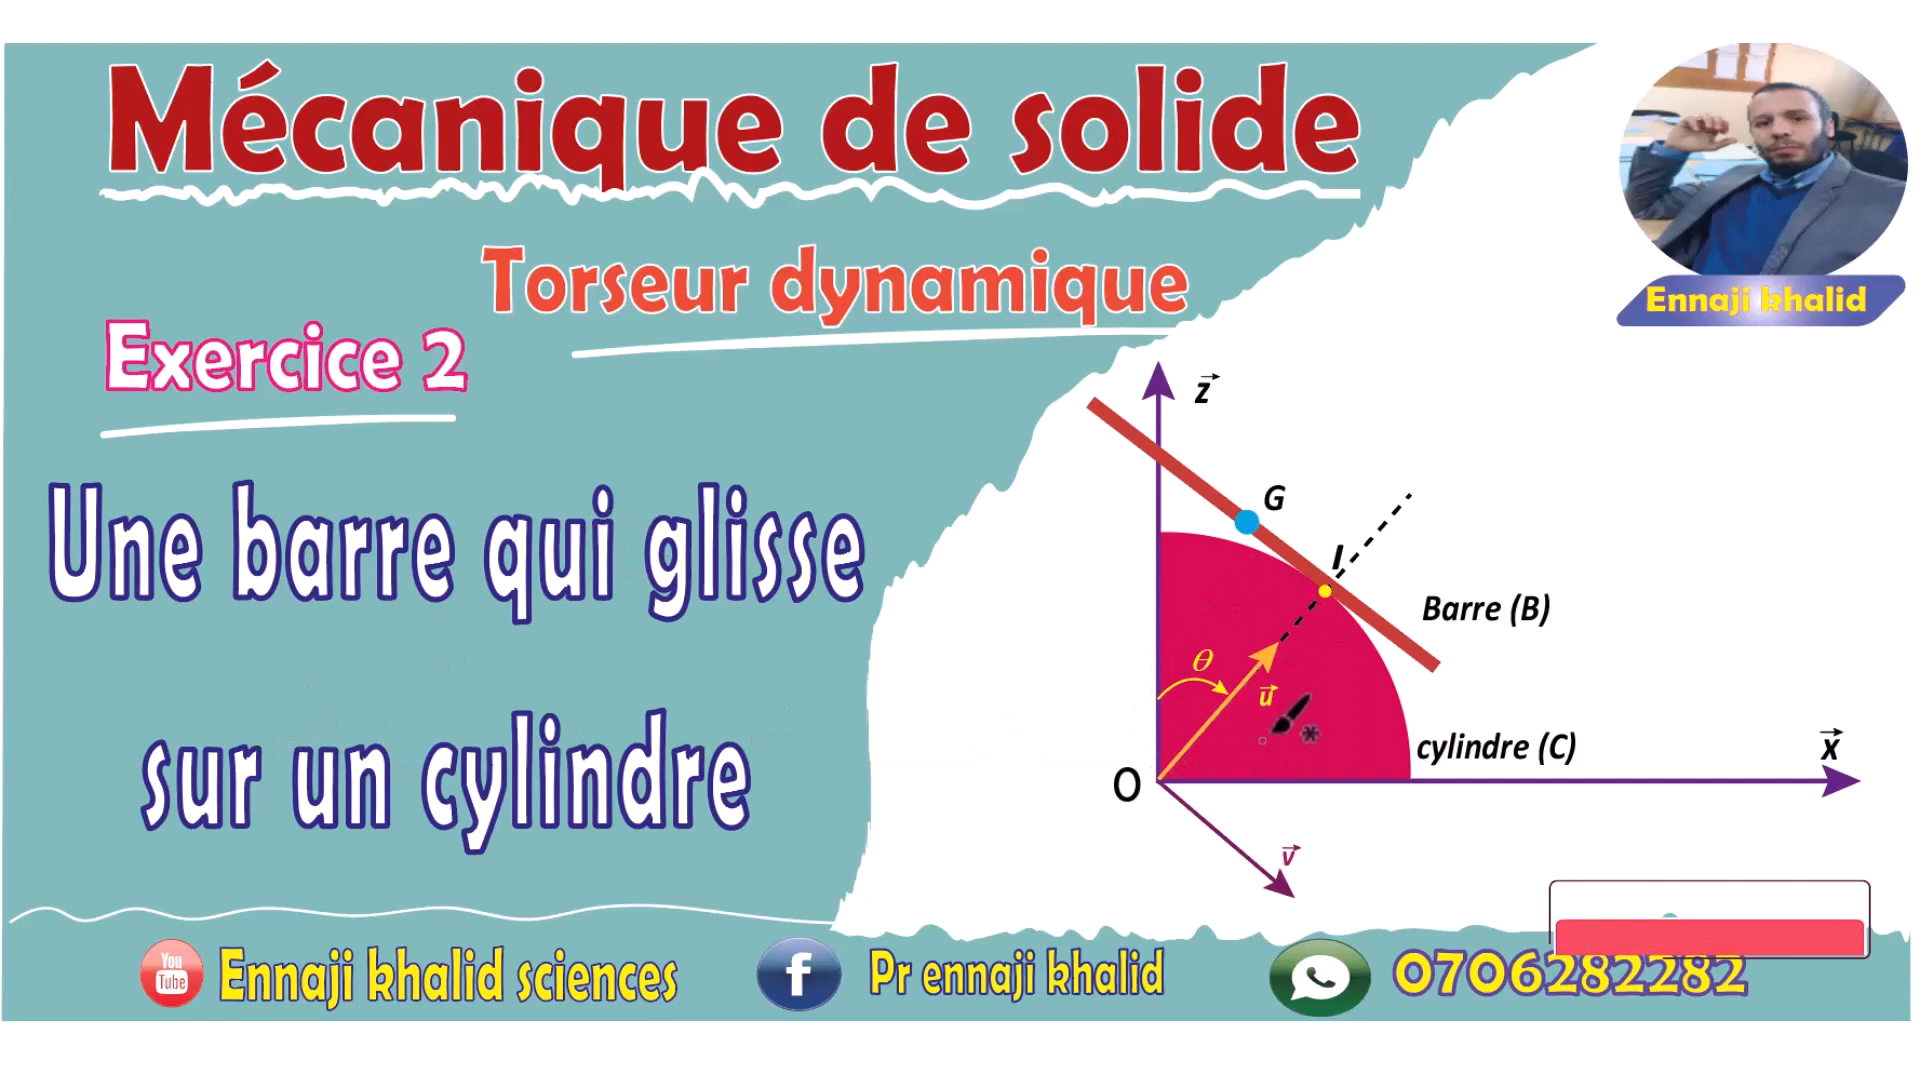 Mécanique de solide
Torseur dynamique
Exercice 2
Une barre qui glisse
sur un cylindre
Ennaji khalid
z
G
I
Barre (B)
θ
u
cylindre (C)
x
O
v
You
Tube
Ennaji khalid sciences
f
Pr ennaji khalid
0706282282